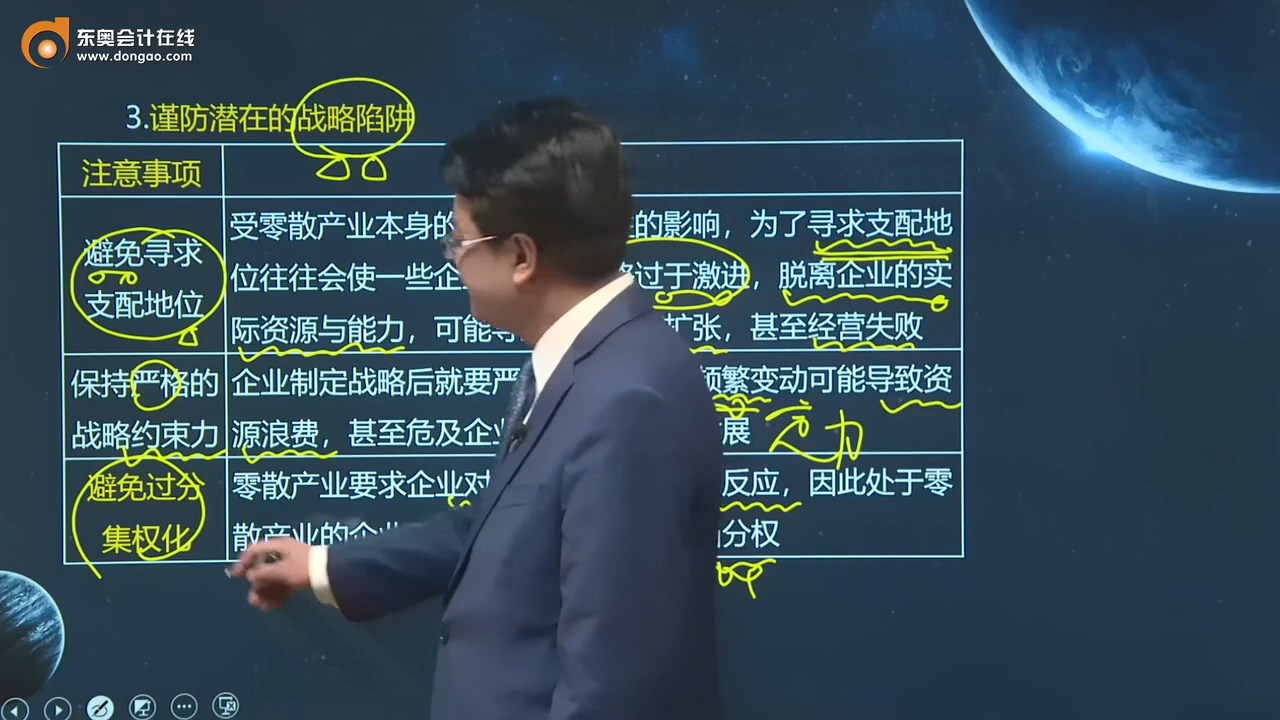 东奥会计在线
www.dongao.com
3.谨防潜在的战略陷阱
注意事项
避免寻求
支配地位
受零散产业本身的 的影响，为了寻求支配地
位往往会使一些企 过于激进，脱离企业的实
际资源与能力，可能 扩张，甚至经营失败
保持严格的
战略约束力
企业制定战略后就要严 频繁变动可能导致资
源浪费，甚至危及企业 展
定力
避免过分
集权化
零散产业要求企业对 反应，因此处于零
散产业的企业 分权